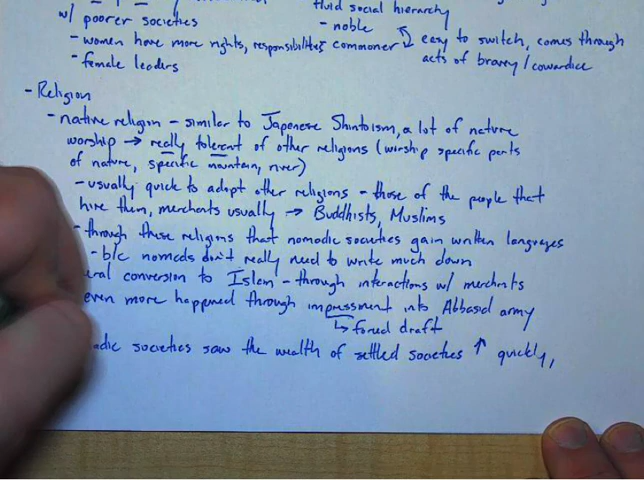 fluid social hierarchy
w/ poorer societies
- noble
- women have more rights, responsibilities
commoner
easy to switch, comes through
- female leaders
acts of bravery/cowardice
- Religion
- native religion - similar to Japenese Shintoism, a lot of nature
worship → really tolerant of other religions (worship specific parts
of nature, specific mountain, river)
- usually quick to adopt other religions - those of the people that
hire them, merchants usually → Buddhists, Muslims
- through these religions that nomadic societies gain written languages
- b/c nomads don't really need to write much down
eral conversion to Islam - through interactions w/ merchants
even more happened through impressment into Abbasid army
↳ forced draft
adic societies saw the wealth of settled societies ↑ quickly,